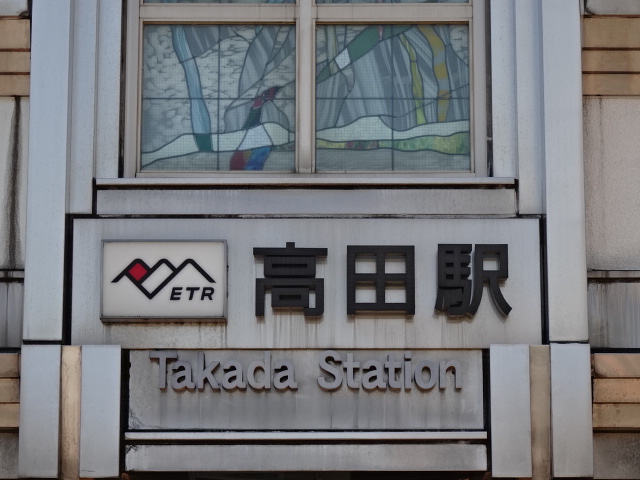 ETR
高田駅
Takada Station